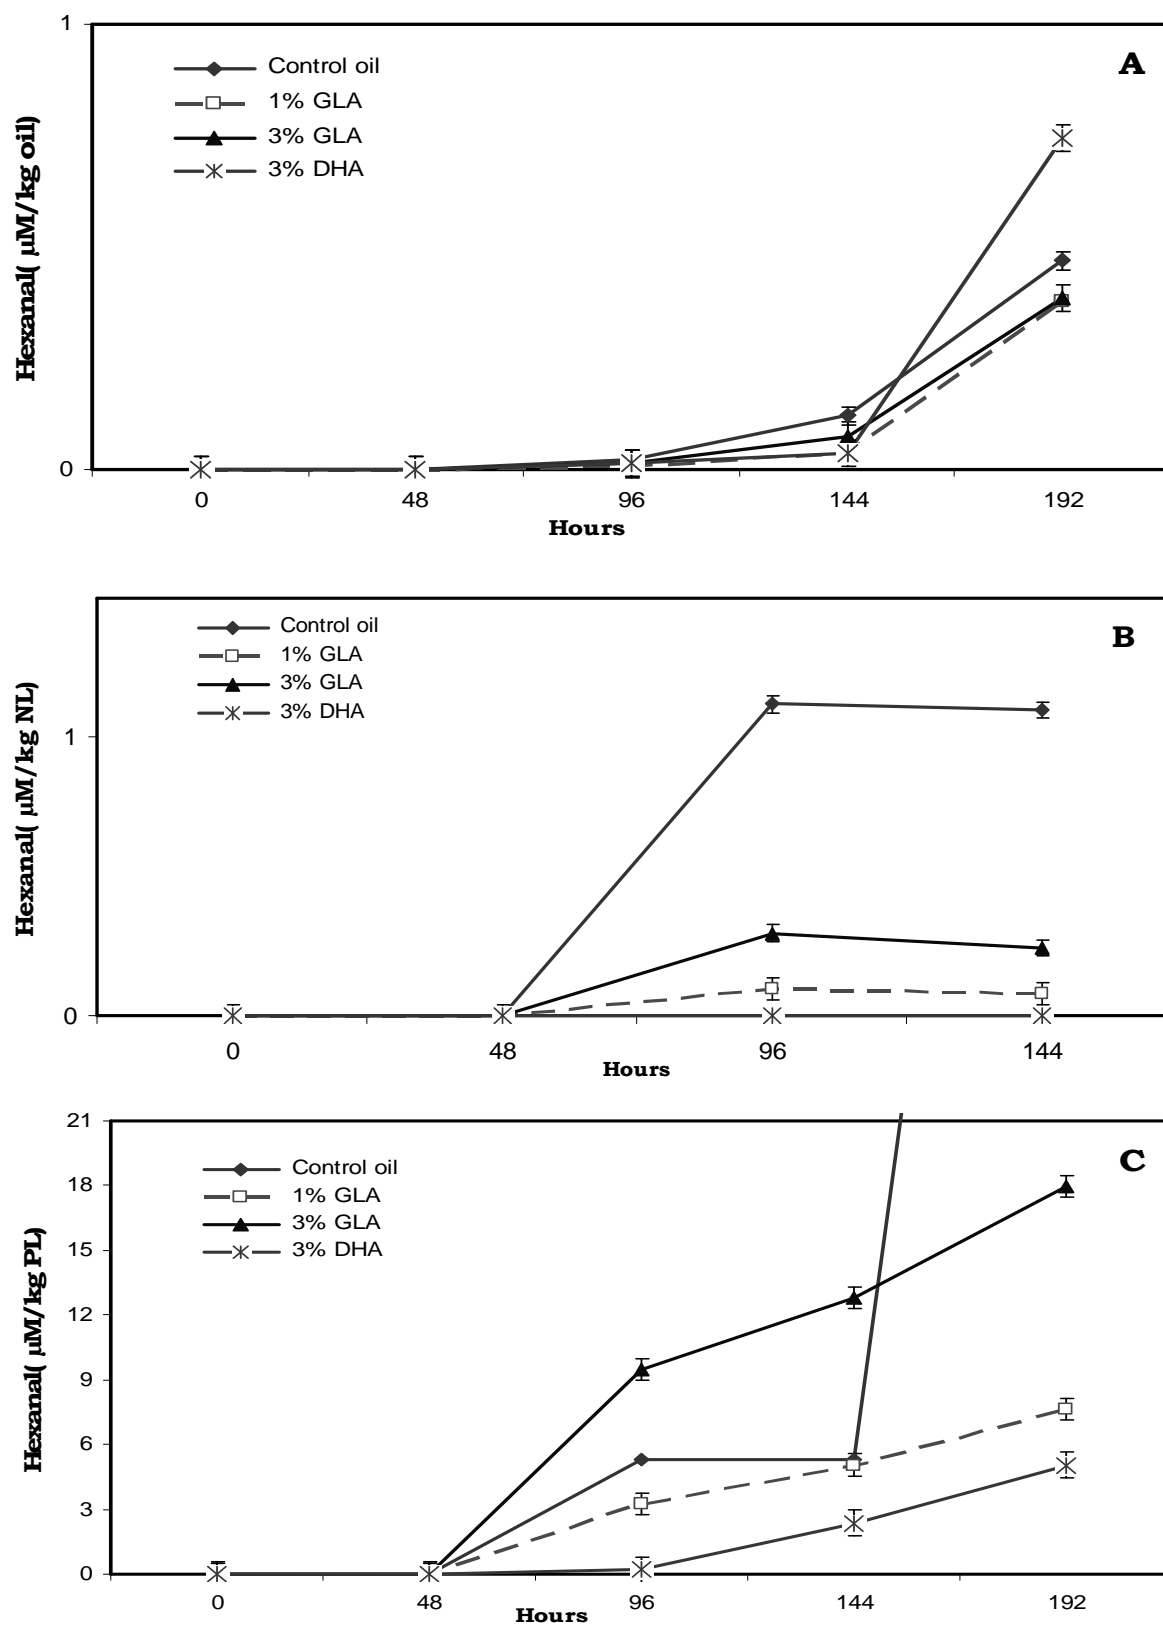 1
A
Control oil
1% GLA
3% GLA
3% DHA
Hexanal( µM/kg oil)
0
0 48 96 144 192
Hours
B
Control oil
1% GLA
3% GLA
3% DHA
Hexanal( µM/kg NL)
1
0
0 48 96 144
Hours
21
C
Control oil
1% GLA
3% GLA
3% DHA
18
15
12
9
6
3
0
Hexanal( µM/kg PL)
0 48 96 144 192
Hours